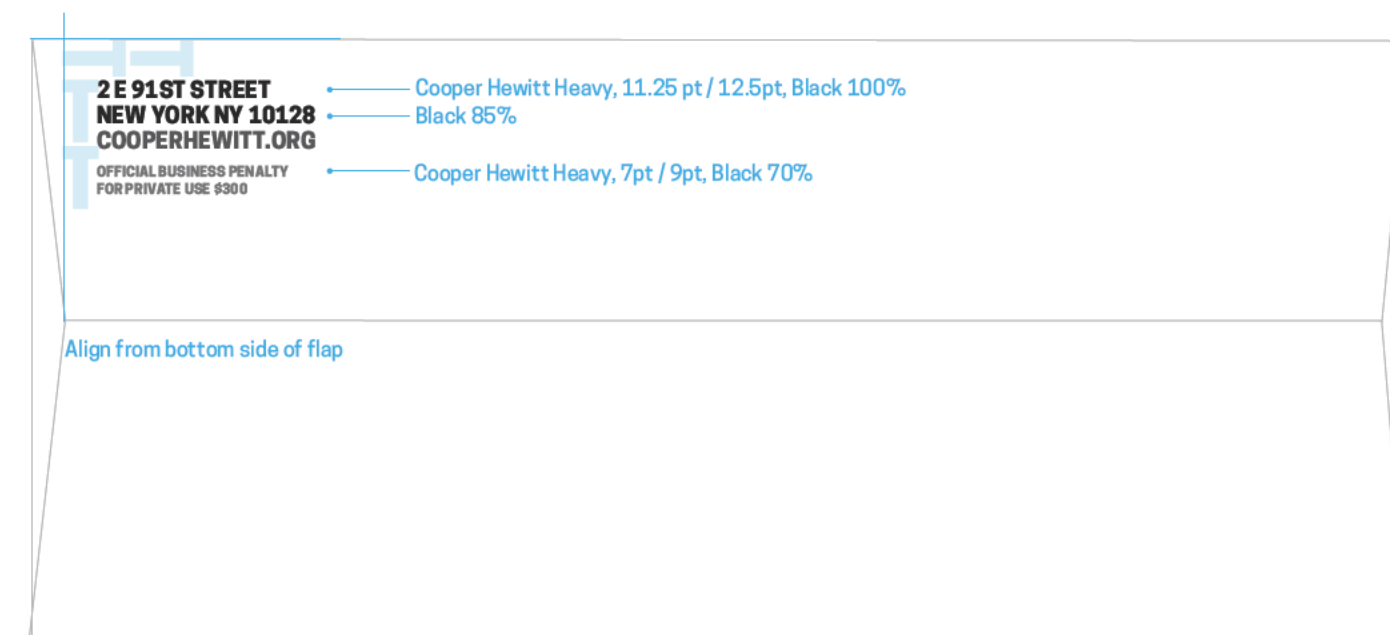 2 E 91ST STREET
Cooper Hewitt Heavy, 11.25 pt / 12.5pt, Black 100%
NEW YORK NY 10128
Black 85%
COOPERHEWITT.ORG
OFFICIAL BUSINESS PENALTY
FOR PRIVATE USE $300
Cooper Hewitt Heavy, 7pt / 9pt, Black 70%
Align from bottom side of flap